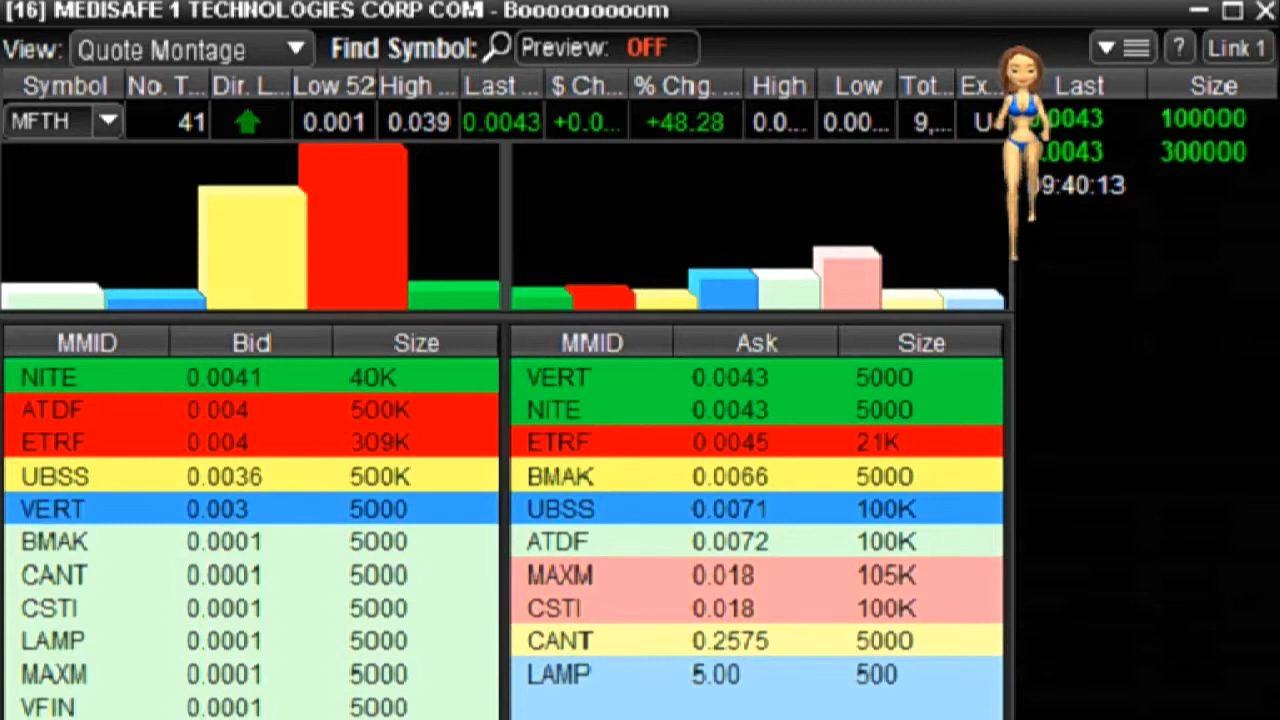 [16] MEDISAFE 1 TECHNOLOGIES CORP COM - Boooooooooom
View: Quote Montage Find Symbol: Preview: OFF ? Link 1
Symbol No. T... Dir. L... Low 52 High ... Last ... $ Ch... % Chg. ... High Low Tot... Ex... Last Size
MFTH 41 0.001 0.039 0.0043 +0.0... +48.28 0.0... 0.00... 9,... .0043 100000
.0043 300000
09:40:13
MMID Bid Size MMID Ask Size
NITE 0.0041 40K VERT 0.0043 5000
ATDF 0.004 500K NITE 0.0043 5000
ETRF 0.004 309K ETRF 0.0045 21K
UBSS 0.0036 500K BMAK 0.0066 5000
VERT 0.003 5000 UBSS 0.0071 100K
BMAK 0.0001 5000 ATDF 0.0072 100K
CANT 0.0001 5000 MAXM 0.018 105K
CSTI 0.0001 5000 CSTI 0.018 100K
LAMP 0.0001 5000 CANT 0.2575 5000
MAXM 0.0001 5000 LAMP 5.00 500
VFIN 0.0001 5000